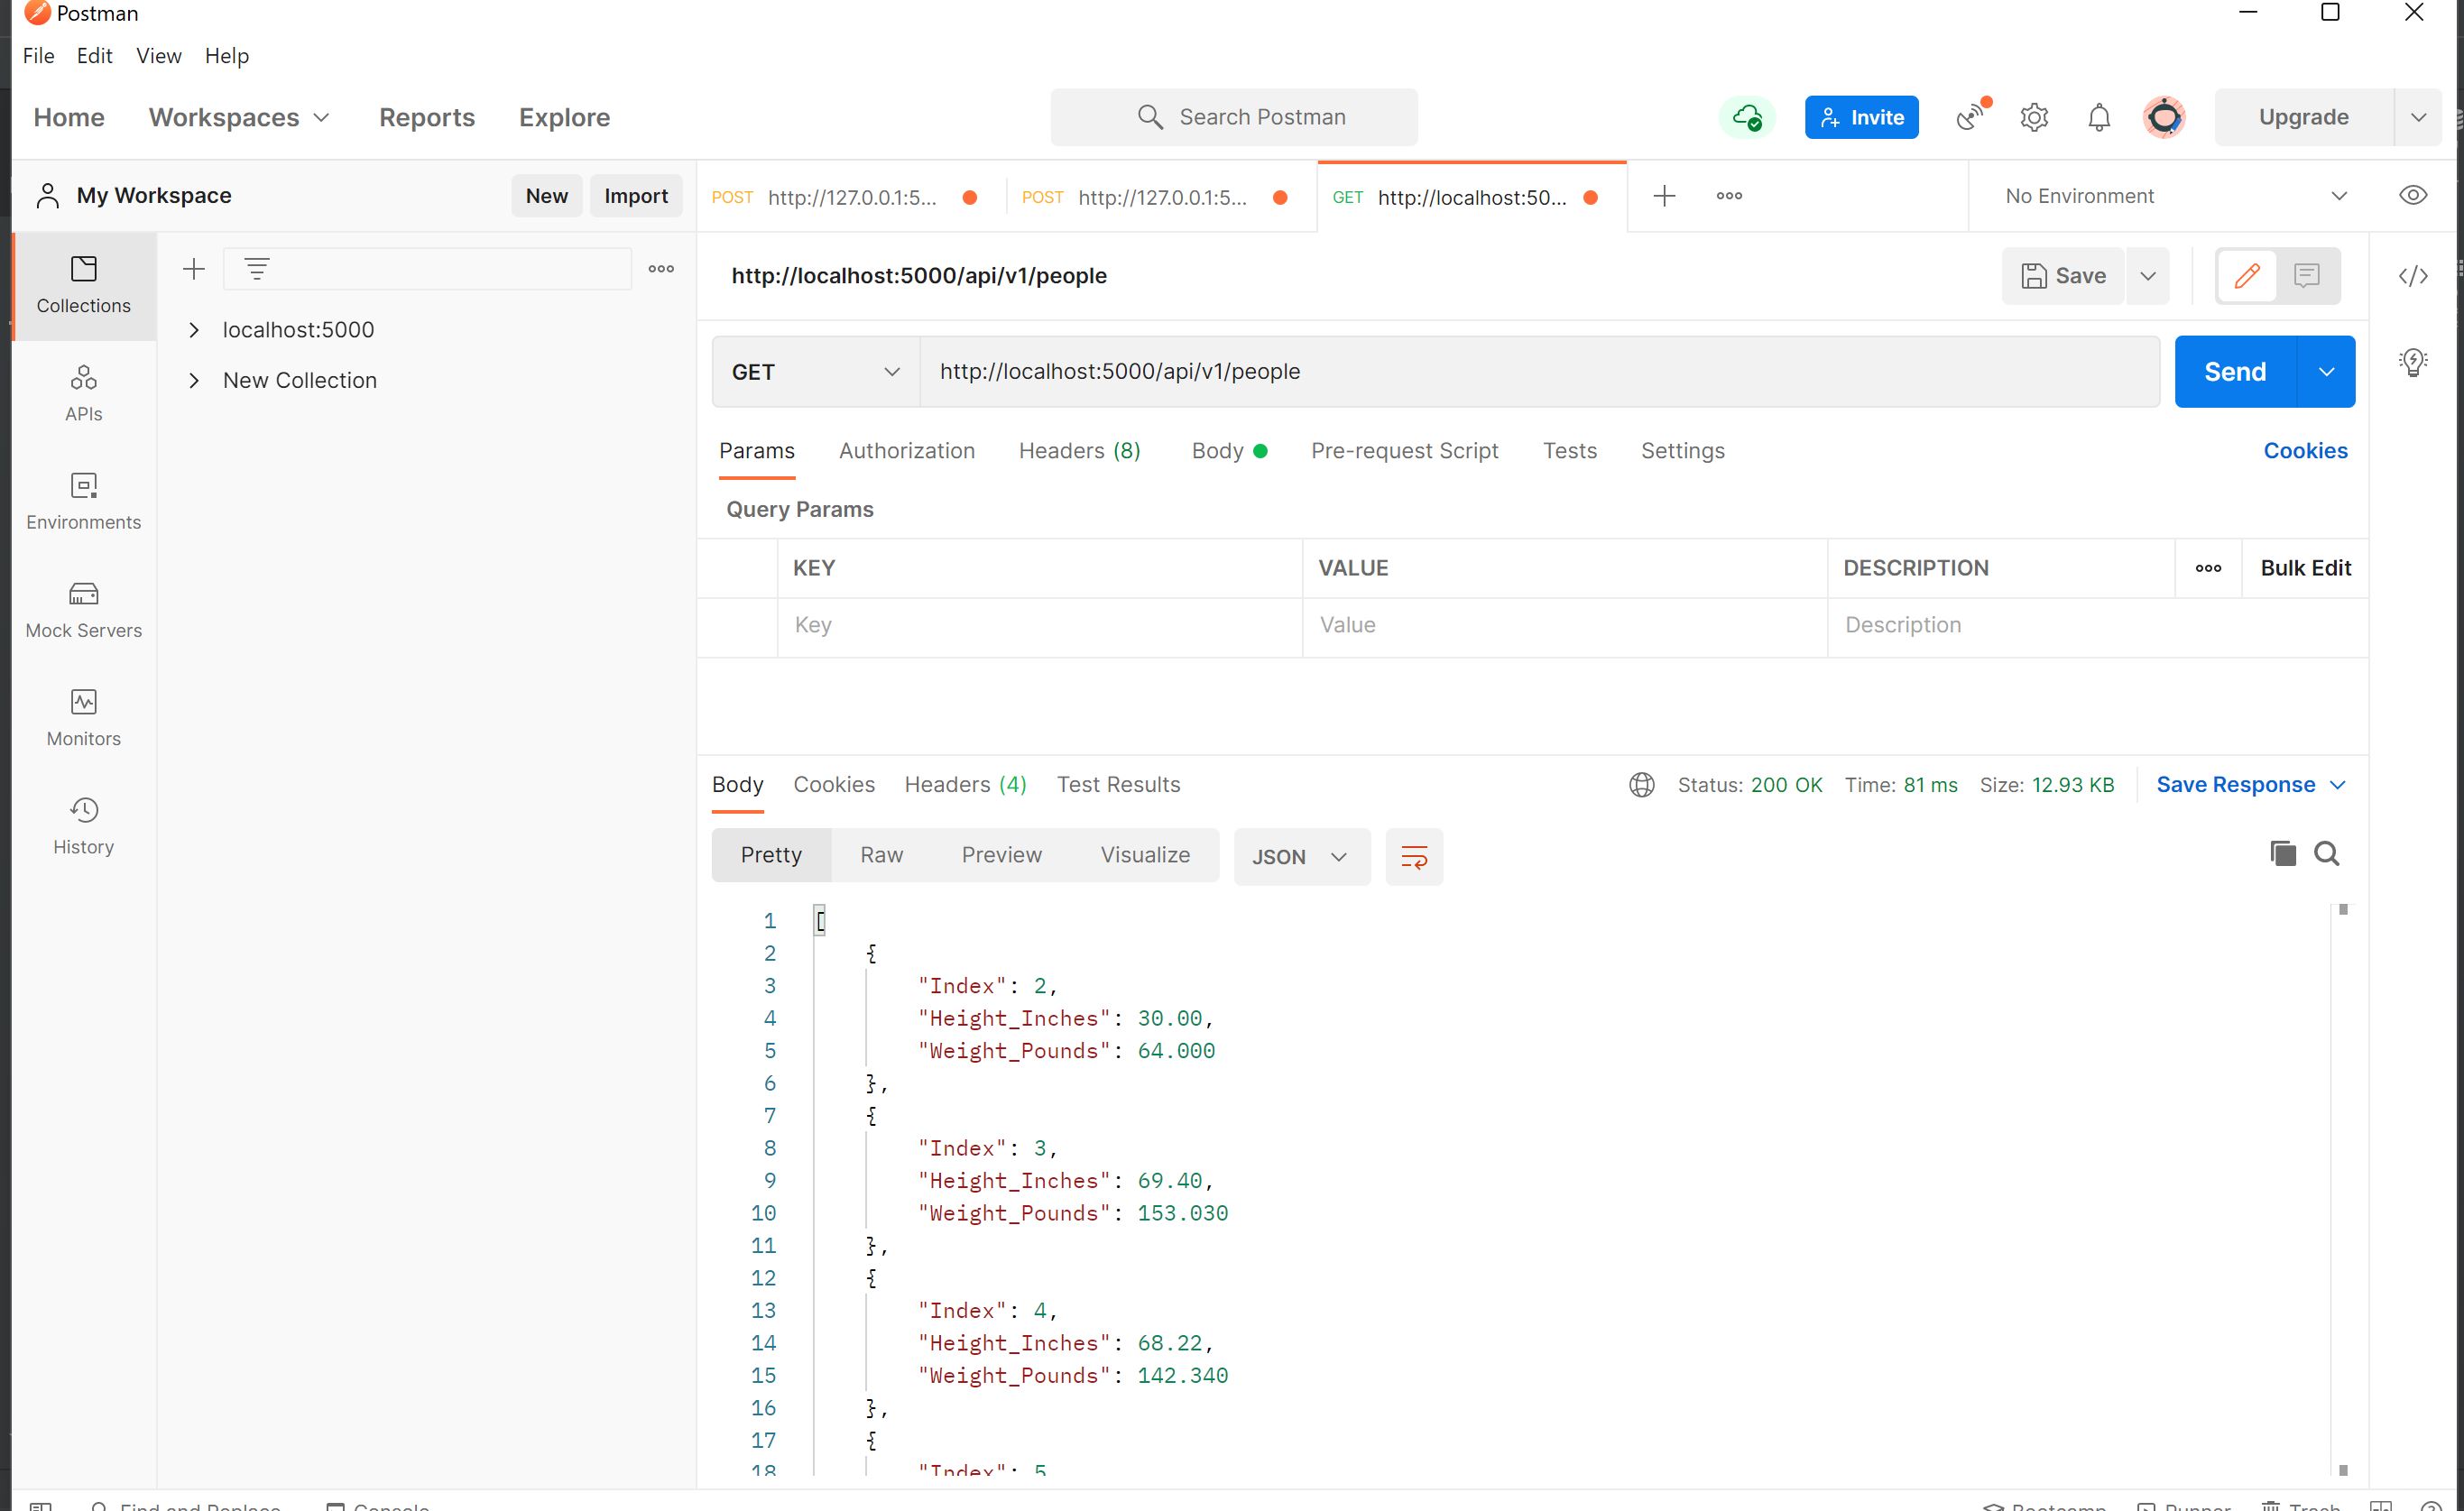 Postman
File Edit View Help
Home Workspaces Reports Explore Search Postman Invite Upgrade
My Workspace New Import POST http://127.0.0.1:5... POST http://127.0.0.1:5... GET http://localhost:50... No Environment
Collections
APIs
Environments
Mock Servers
Monitors
History
localhost:5000
New Collection
http://localhost:5000/api/v1/people Save
GET http://localhost:5000/api/v1/people Send
Params Authorization Headers (8) Body Pre-request Script Tests Settings Cookies
Query Params
KEY VALUE DESCRIPTION Bulk Edit
Key Value Description
Body Cookies Headers (4) Test Results Status: 200 OK Time: 81 ms Size: 12.93 KB Save Response
Pretty Raw Preview Visualize JSON
1 [
2 {
3 "Index": 2,
4 "Height_Inches": 30.00,
5 "Weight_Pounds": 64.000
6 },
7 {
8 "Index": 3,
9 "Height_Inches": 69.40,
10 "Weight_Pounds": 153.030
11 },
12 {
13 "Index": 4,
14 "Height_Inches": 68.22,
15 "Weight_Pounds": 142.340
16 },
17 {
18 "Index": 5
Find and Replace Console Bootcamp Runner Trash